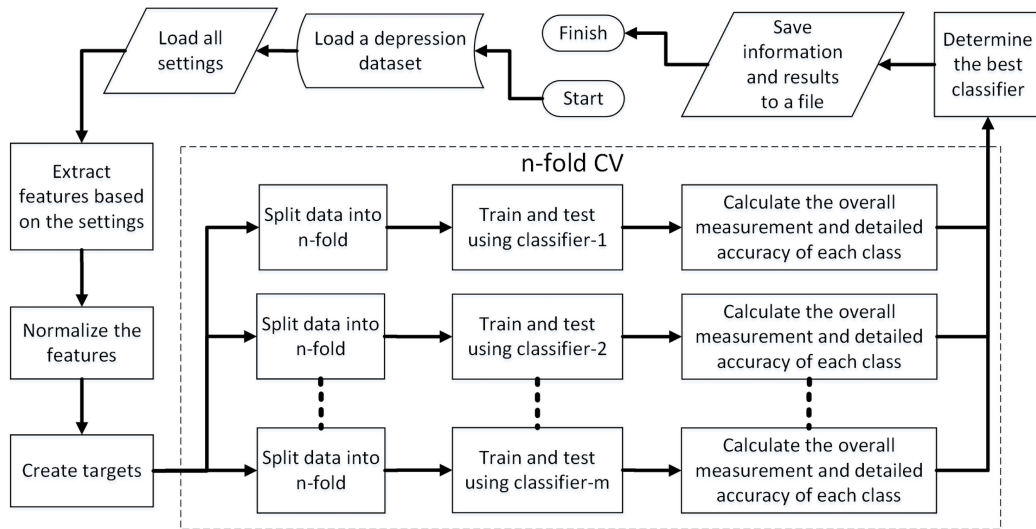 Load all
settings
Load a depression
dataset
Finish
Start
Save
information
and results
to a file
Determine
the best
classifier
Extract
features based
on the settings
Normalize the
features
Create targets
n-fold CV
Split data into
n-fold
Train and test
using classifier-1
Calculate the overall
measurement and detailed
accuracy of each class
Split data into
n-fold
Train and test
using classifier-2
Calculate the overall
measurement and detailed
accuracy of each class
Split data into
n-fold
Train and test
using classifier-m
Calculate the overall
measurement and detailed
accuracy of each class